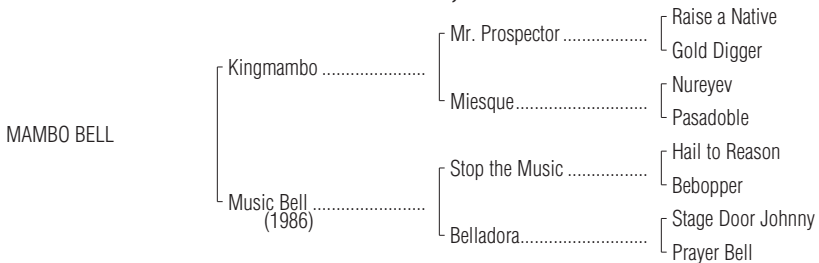 Raise a Native
Mr. Prospector ..................
Gold Digger
Kingmambo ......................
Nureyev
Miesque............................
Pasadoble
MAMBO BELL
Hail to Reason
Stop the Music .................
Bebopper
Music Bell ........................
(1986)
Stage Door Johnny
Belladora...........................
Prayer Bell